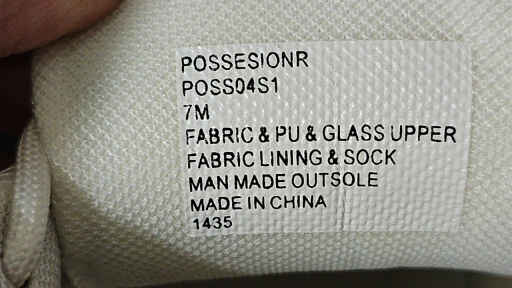 POSSESIONR
POSS04S1
7M
FABRIC & PU & GLASS UPPER
FABRIC LINING & SOCK
MAN MADE OUTSOLE
MADE IN CHINA
1435